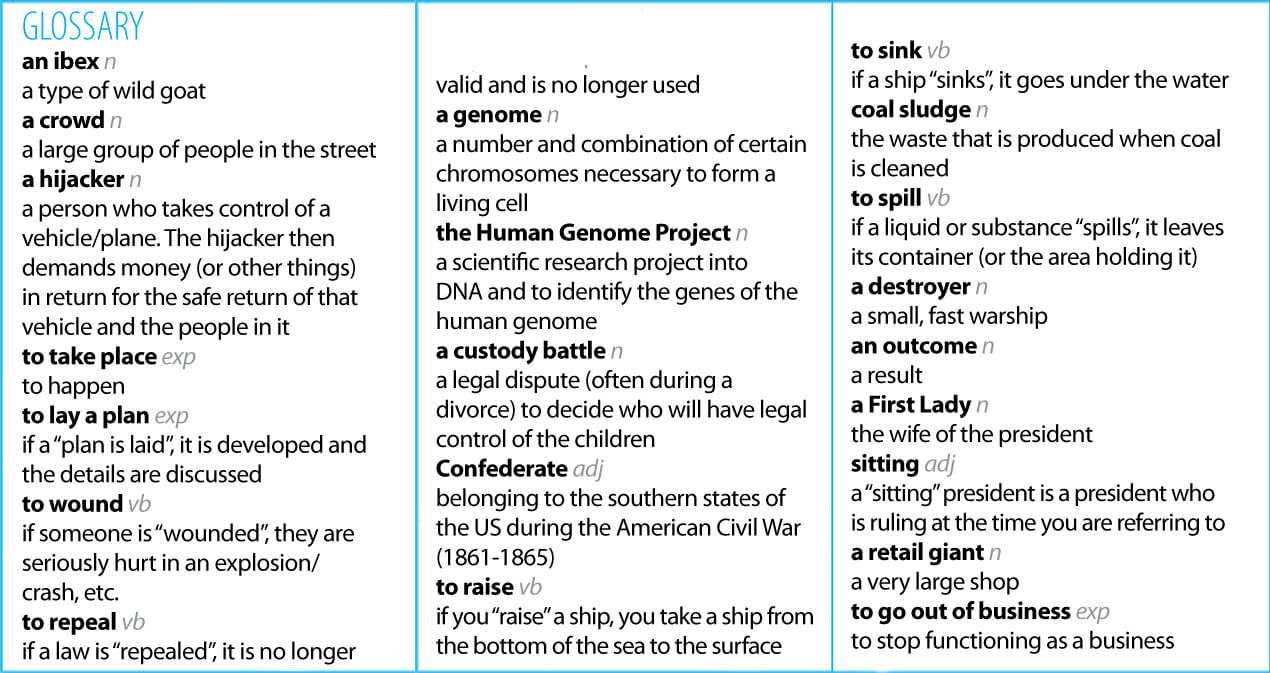 GLOSSARY
an ibex n
a type of wild goat
a crowd n
a large group of people in the street
a hijacker n
a person who takes control of a
vehicle/plane. The hijacker then
demands money (or other things)
in return for the safe return of that
vehicle and the people in it
to take place exp
to happen
to lay a plan exp
if a “plan is laid”, it is developed and
the details are discussed
to wound vb
if someone is “wounded”, they are
seriously hurt in an explosion/
crash, etc.
to repeal vb
if a law is “repealed”, it is no longer
valid and is no longer used
a genome n
a number and combination of certain
chromosomes necessary to form a
living cell
the Human Genome Project n
a scientific research project into
DNA and to identify the genes of the
human genome
a custody battle n
a legal dispute (often during a
divorce) to decide who will have legal
control of the children
Confederate adj
belonging to the southern states of
the US during the American Civil War
(1861-1865)
to raise vb
if you “raise” a ship, you take a ship from
the bottom of the sea to the surface
to sink vb
if a ship “sinks”, it goes under the water
coal sludge n
the waste that is produced when coal
is cleaned
to spill vb
if a liquid or substance “spills”, it leaves
its container (or the area holding it)
a destroyer n
a small, fast warship
an outcome n
a result
a First Lady n
the wife of the president
sitting adj
a “sitting” president is a president who
is ruling at the time you are referring to
a retail giant n
a very large shop
to go out of business exp
to stop functioning as a business